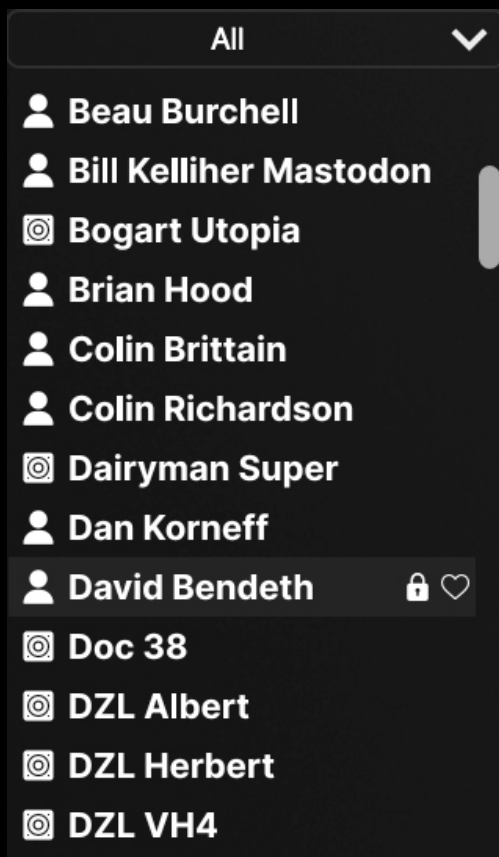 All
Beau Burchell
Bill Kelliher Mastodon
Bogart Utopia
Brian Hood
Colin Brittain
Colin Richardson
Dairyman Super
Dan Korneff
David Bendeth
Doc 38
DZL Albert
DZL Herbert
DZL VH4